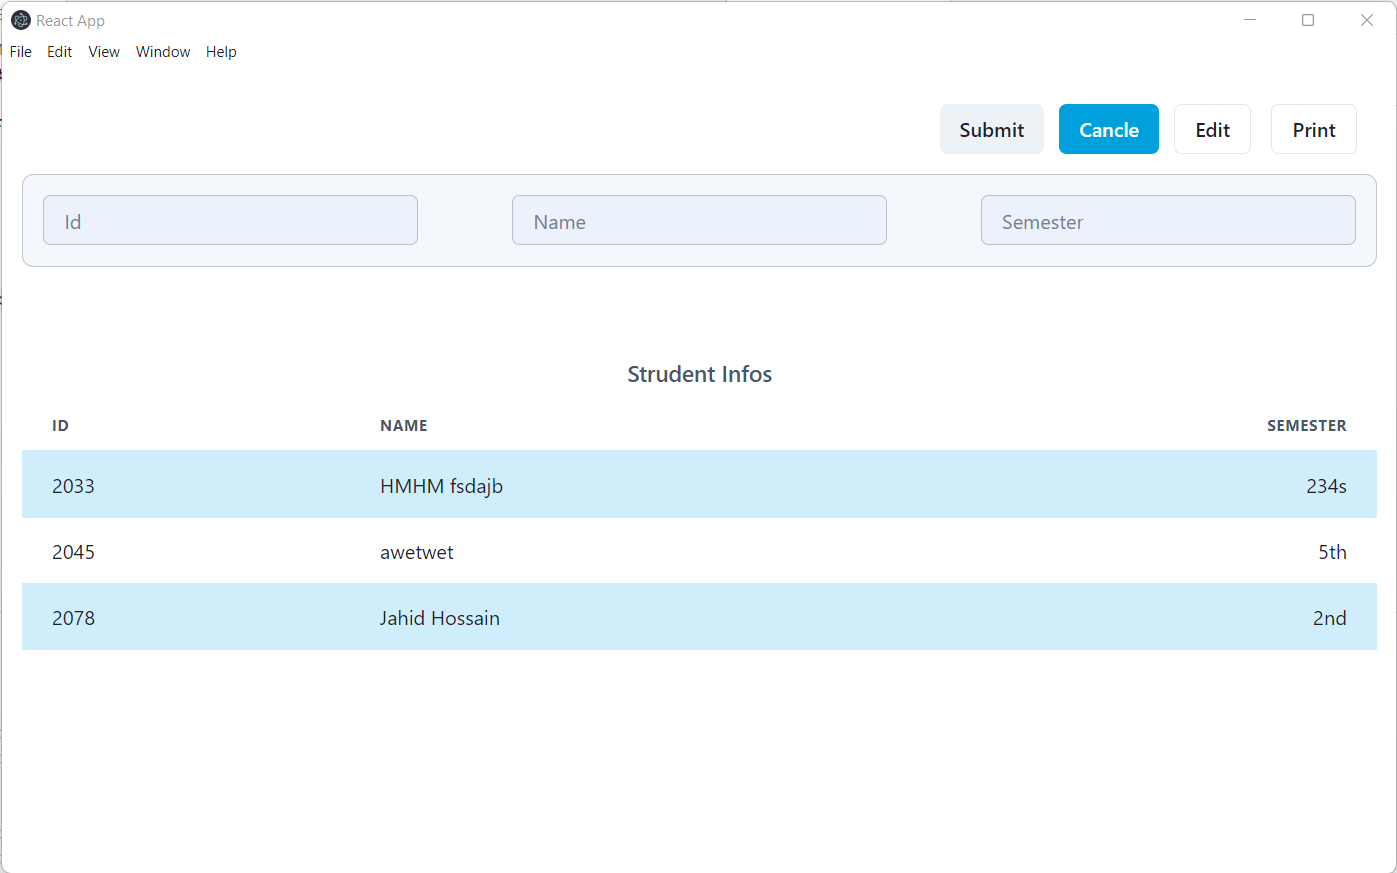 React App
File Edit View Window Help
Submit Cancle Edit Print
Id Name Semester
Strudent Infos
ID NAME SEMESTER
2033 HMHM fsdajb 234s
2045 awetwet 5th
2078 Jahid Hossain 2nd